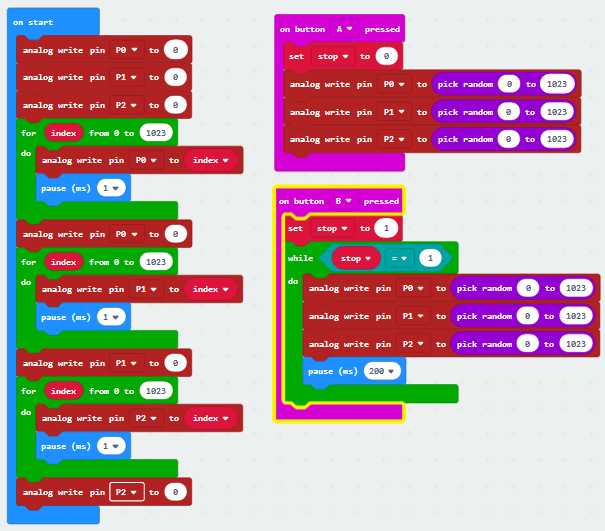 on start
analog write pin P0 to 0
analog write pin P1 to 0
analog write pin P2 to 0
for index from 0 to 1023
do analog write pin P0 to index
pause (ms) 1
analog write pin P0 to 0
for index from 0 to 1023
do analog write pin P1 to index
pause (ms) 1
analog write pin P1 to 0
for index from 0 to 1023
do analog write pin P2 to index
pause (ms) 1
analog write pin P2 to 0
on button A pressed
set stop to 0
analog write pin P0 to pick random 0 to 1023
analog write pin P1 to pick random 0 to 1023
analog write pin P2 to pick random 0 to 1023
on button B pressed
set stop to 1
while stop = 1
do analog write pin P0 to pick random 0 to 1023
analog write pin P1 to pick random 0 to 1023
analog write pin P2 to pick random 0 to 1023
pause (ms) 200